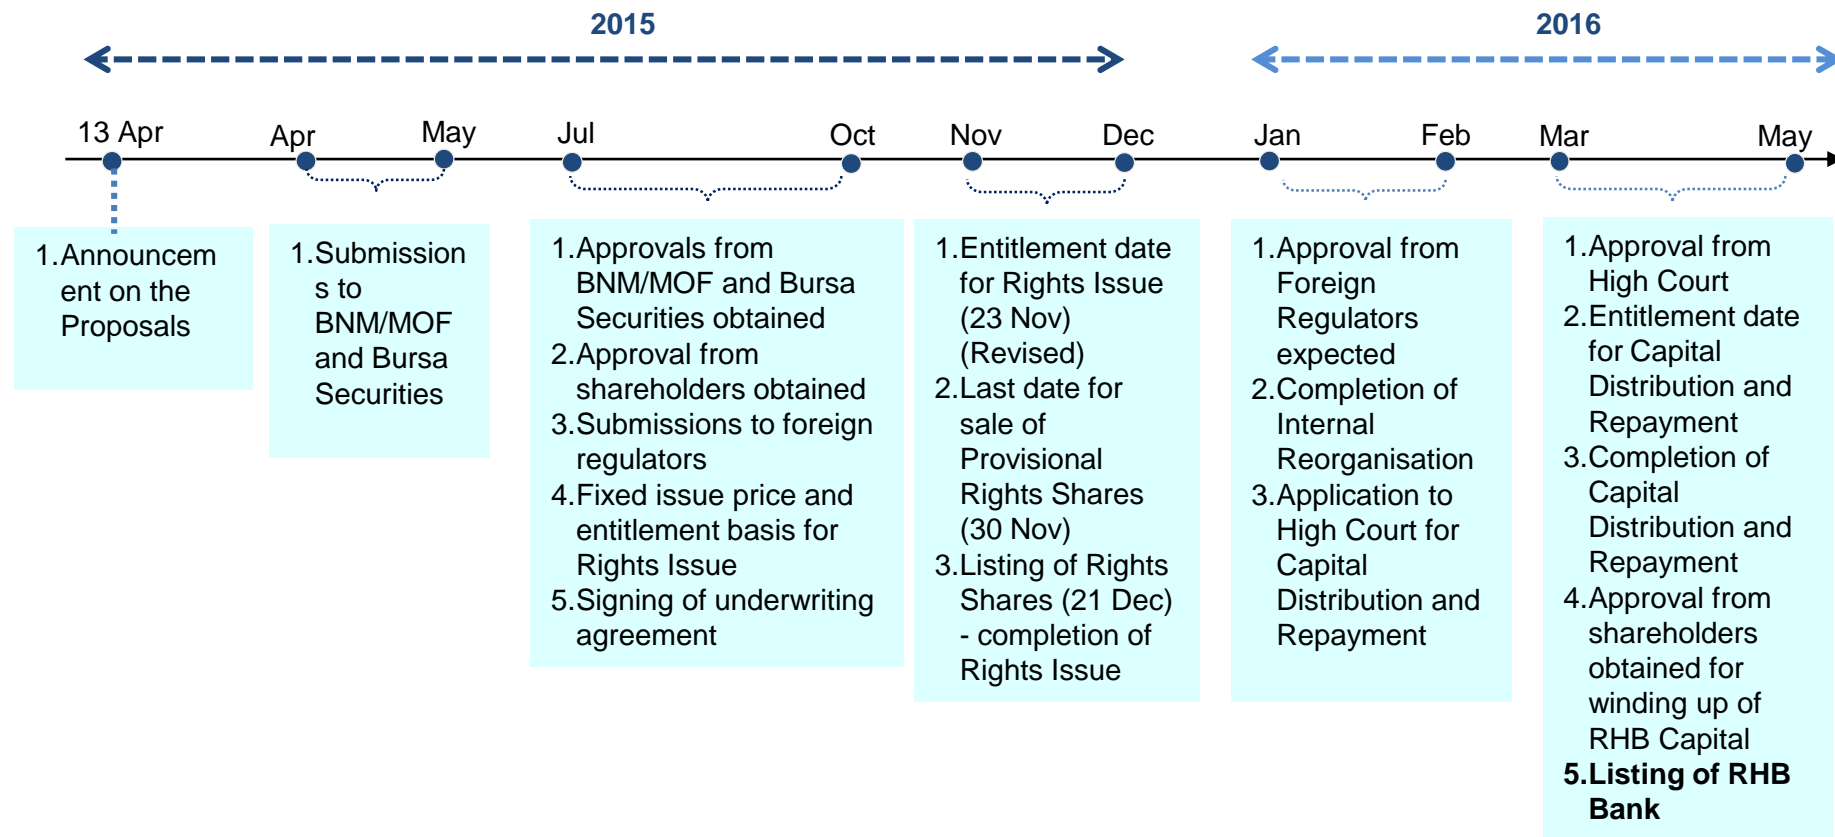 2015
2016
13 Apr
Apr
May
Jul
Oct
Nov
Dec
Jan
Feb
Mar
May
1.Announcem
ent on the
Proposals
1.Submission
s to
BNM/MOF
and Bursa
Securities
1.Approvals from
BNM/MOF and Bursa
Securities obtained
2.Approval from
shareholders obtained
3.Submissions to foreign
regulators
4.Fixed issue price and
entitlement basis for
Rights Issue
5.Signing of underwriting
agreement
1.Entitlement date
for Rights Issue
(23 Nov)
(Revised)
2.Last date for
sale of
Provisional
Rights Shares
(30 Nov)
3.Listing of Rights
Shares (21 Dec)
- completion of
Rights Issue
1.Approval from
Foreign
Regulators
expected
2.Completion of
Internal
Reorganisation
3.Application to
High Court for
Capital
Distribution and
Repayment
1.Approval from
High Court
2.Entitlement date
for Capital
Distribution and
Repayment
3.Completion of
Capital
Distribution and
Repayment
4.Approval from
shareholders
obtained for
winding up of
RHB Capital
5.Listing of RHB
Bank